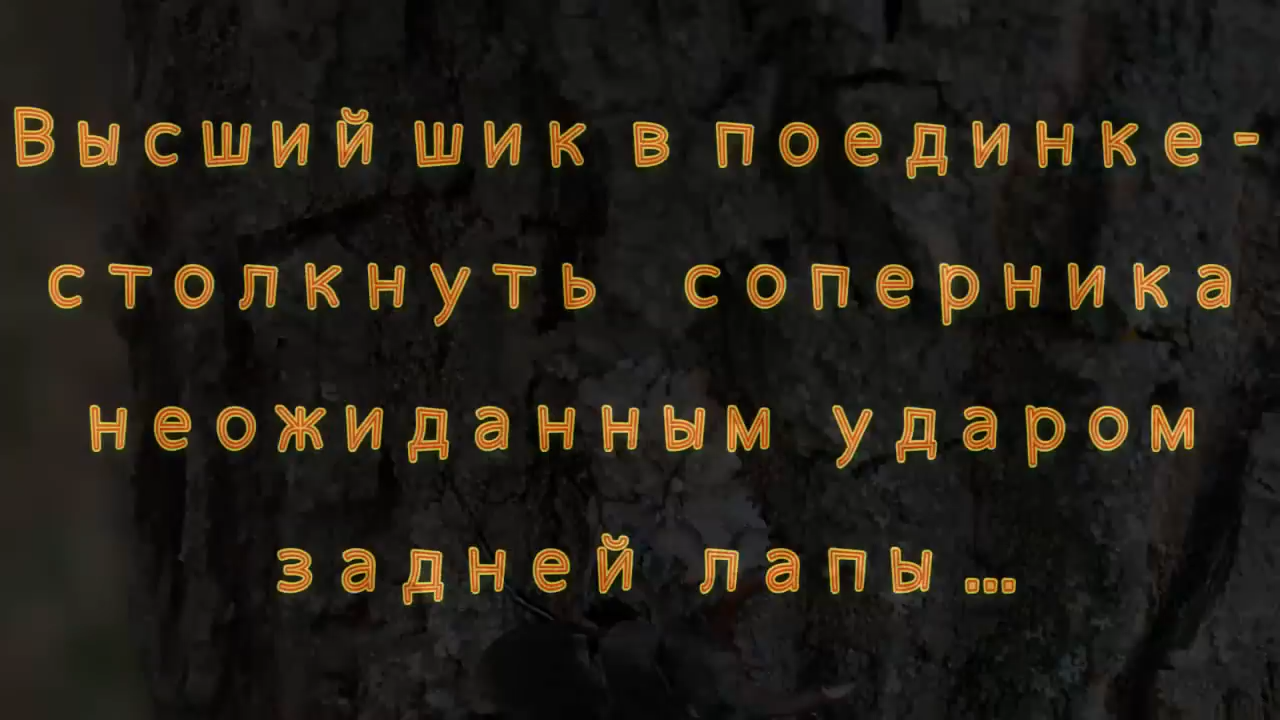 Высший шик в поединке -
столкнуть соперника
неожиданным ударом
задней лапы ...